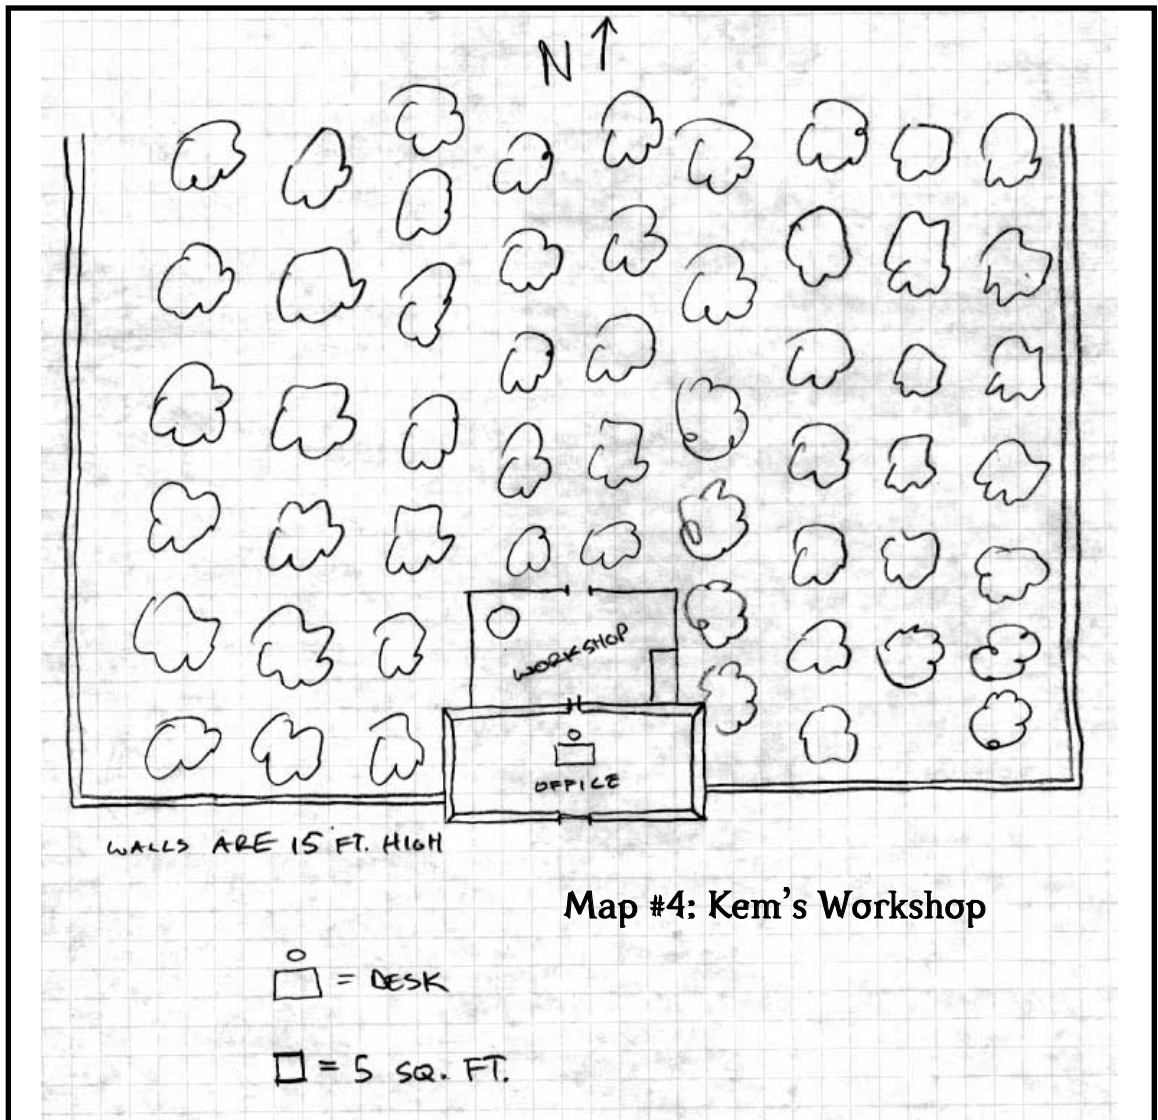 N
WORKSHOP
OFFICE
WALLS ARE 15 FT. HIGH
Map #4: Kem's Workshop
= DESK
= 5 SQ. FT.